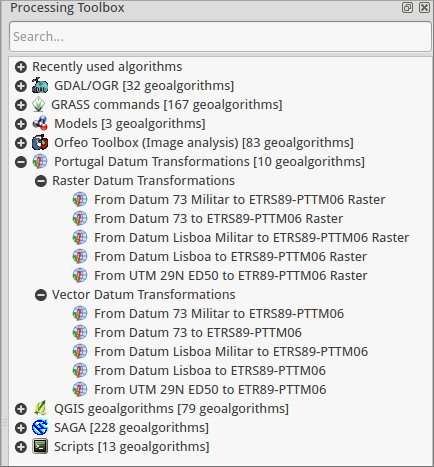 Processing Toolbox
Search...
Recently used algorithms
GDAL/OGR [32 geoalgorithms]
GRASS commands [167 geoalgorithms]
Models [3 geoalgorithms]
Orfeo Toolbox (Image analysis) [83 geoalgorithms]
Portugal Datum Transformations [10 geoalgorithms]
Raster Datum Transformations
From Datum 73 Militar to ETRS89-PTTM06 Raster
From Datum 73 to ETRS89-PTTM06 Raster
From Datum Lisboa Militar to ETRS89-PTTM06 Raster
From Datum Lisboa to ETRS89-PTTM06 Raster
From UTM 29N ED50 to ETR89-PTTM06 Raster
Vector Datum Transformations
From Datum 73 Militar to ETRS89-PTTM06
From Datum 73 to ETRS89-PTTM06
From Datum Lisboa Militar to ETRS89-PTTM06
From Datum Lisboa to ETRS89-PTTM06
From UTM 29N ED50 to ETR89-PTTM06
QGIS geoalgorithms [79 geoalgorithms]
SAGA [228 geoalgorithms]
Scripts [13 geoalgorithms]